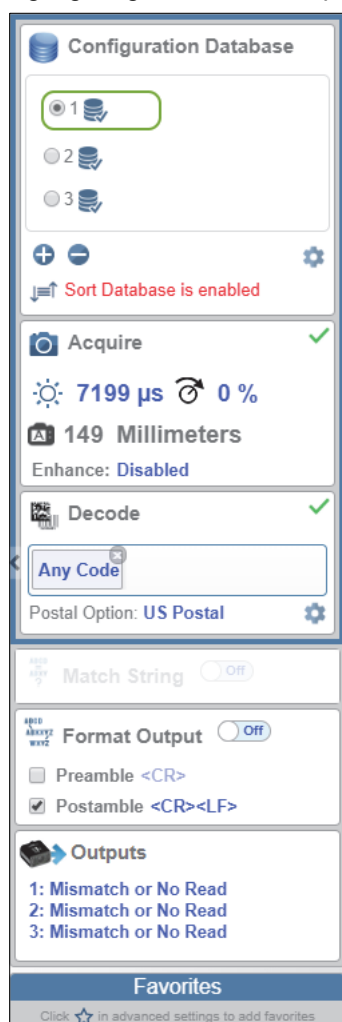 Configuration Database
1
2
3
Sort Database is enabled
Acquire
7199 µs 0 %
149 Millimeters
Enhance: Disabled
Decode
Any Code
Postal Option: US Postal
Match String Off
Format Output Off
Preamble <CR>
Postamble <CR><LF>
Outputs
1: Mismatch or No Read
2: Mismatch or No Read
3: Mismatch or No Read
Favorites
Click in advanced settings to add favorites